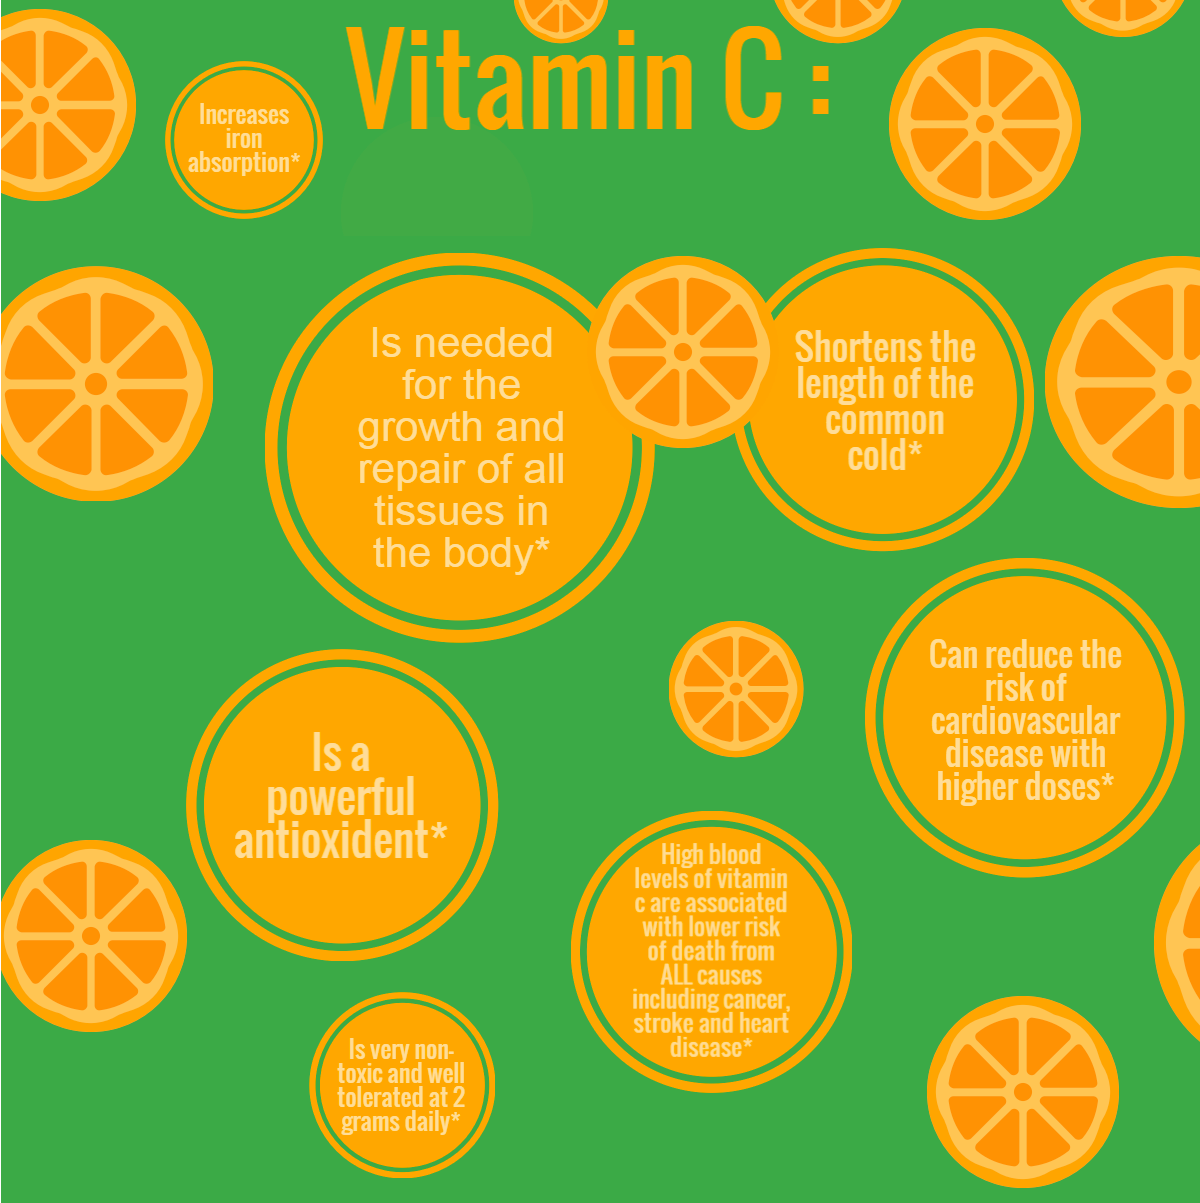 Vitamin C :
Increases
iron
absorption*
Is needed
for the
growth and
repair of all
tissues in
the body*
Shortens the
length of the
common
cold*
Can reduce the
risk of
cardiovascular
disease with
higher doses*
Is a
powerful
antioxident*
High blood
levels of vitamin
c are associated
with lower risk
of death from
ALL causes
including cancer,
stroke and heart
disease*
Is very non-
toxic and well
tolerated at 2
grams daily*